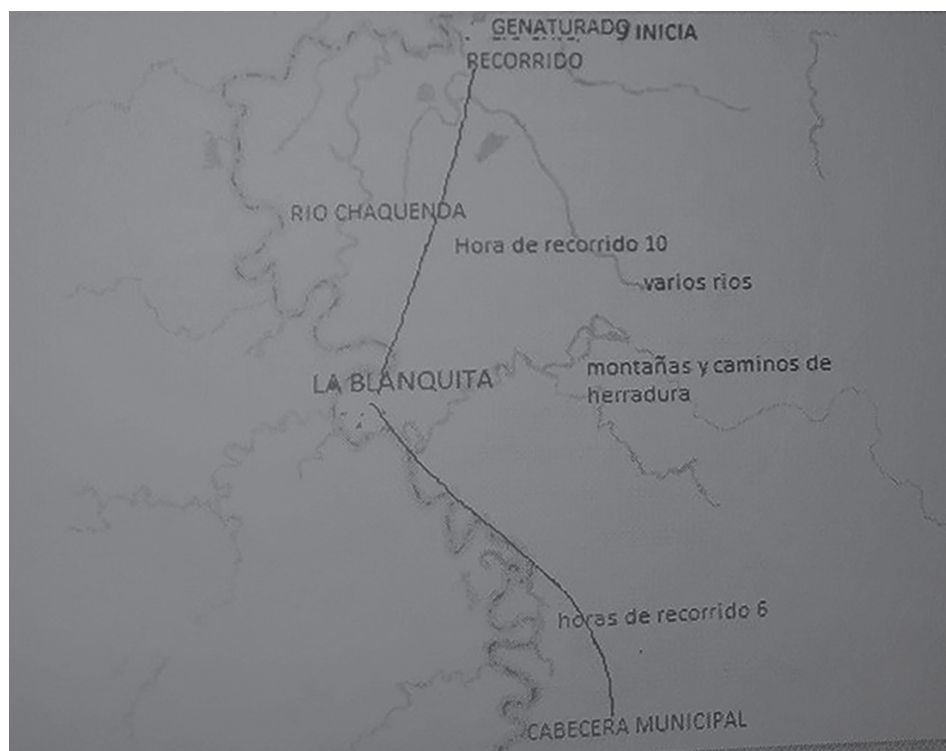 GENATURADO INICIA
RECORRIDO
RIO CHAQUENDA
Hora de recorrido 10
varios rios
montañas y caminos de
herradura
LA BLANQUITA
horas de recorrido 6
CABECERA MUNICIPAL